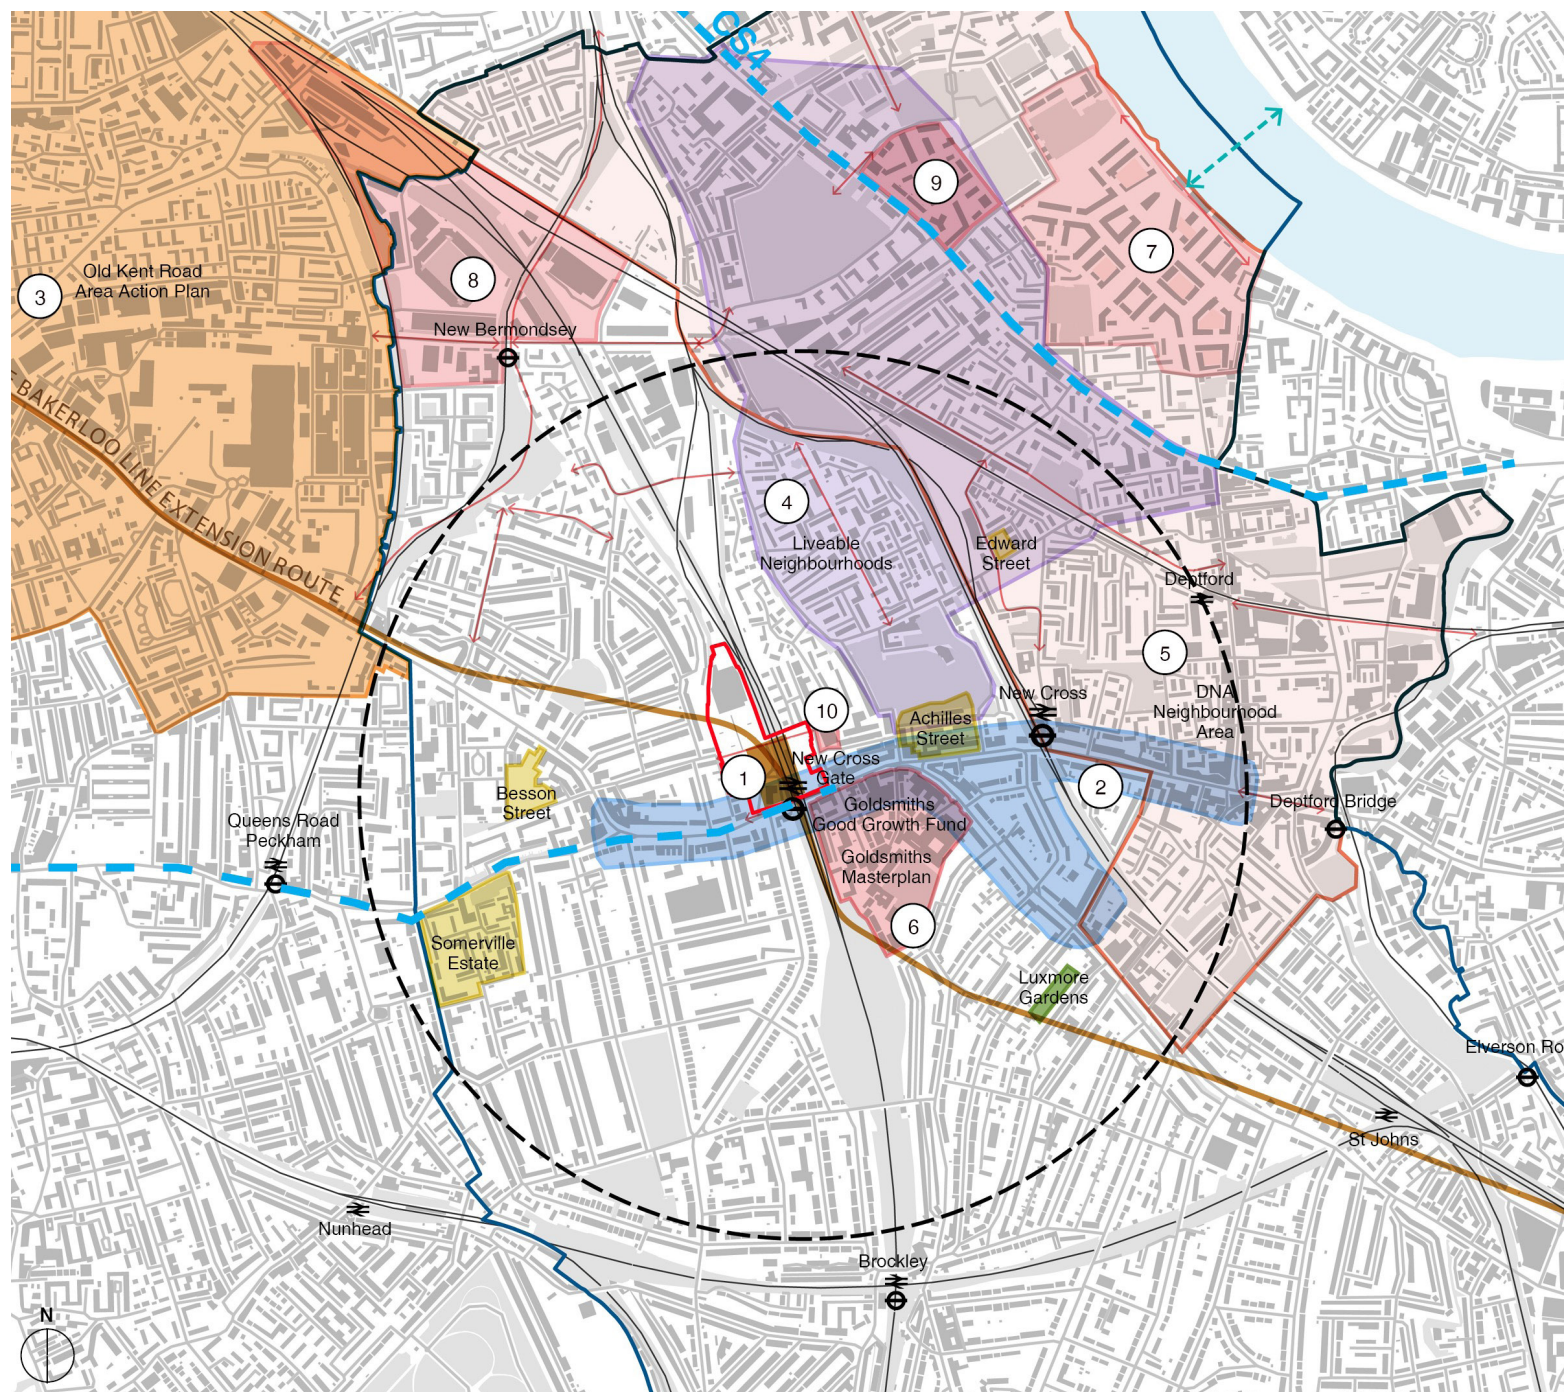 CS4
9
7
3
Old Kent Road
Area Action Plan
8
New Bermondsey
BAKERLOO LINE EXTENSION ROUTE
4
Liveable
Neighbourhoods
Edward
Street
Deptford
5
DNA
Neighbourhood
Area
New Cross
10
Achilles
Street
1
New Cross
Gate
2
Besson
Street
Goldsmiths
Good Growth Fund
Deptford Bridge
Queens Road
Peckham
Goldsmiths
Masterplan
6
Somerville
Estate
Luxmore
Gardens
Elverson Ro
St Johns
Nunhead
Brockley
N